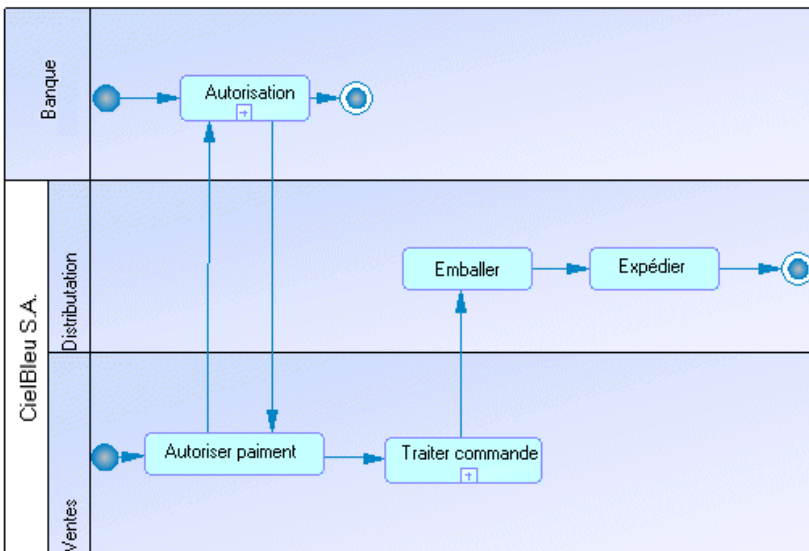 Banque
Autorisation
CielBleu S.A.
Distributation
Emballer
Expédier
Ventes
Autoriser paiment
Traiter commande